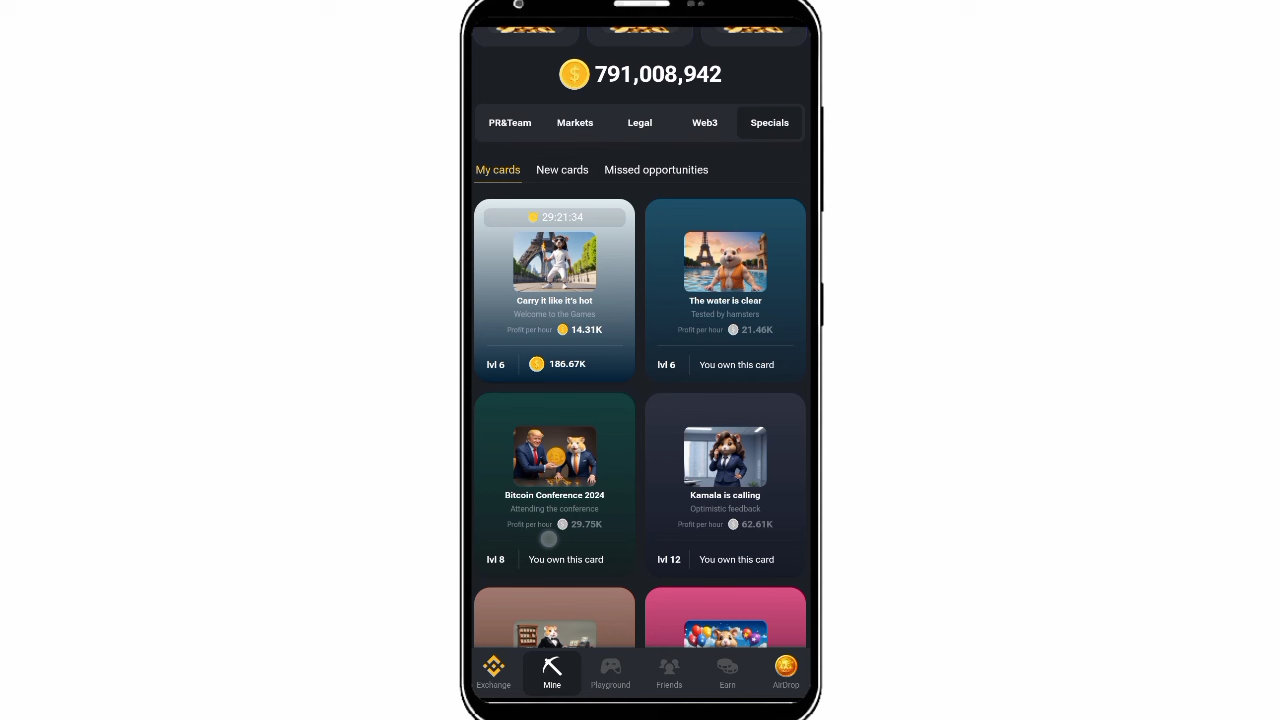 791,008,942
PR&Team Markets Legal Web3 Specials
My cards New cards Missed opportunities
29:21:34
Carry it like it's hot
Welcome to the Games
Profit per hour 14.31K
lvl 6 186.67K
The water is clear
Tested by hamsters
Profit per hour 21.46K
lvl 6 You own this card
Bitcoin Conference 2024
Attending the conference
Profit per hour 29.75K
lvl 8 You own this card
Kamala is calling
Optimistic feedback
Profit per hour 62.61K
lvl 12 You own this card
Exchange Mine Playground Friends Earn AirDrop